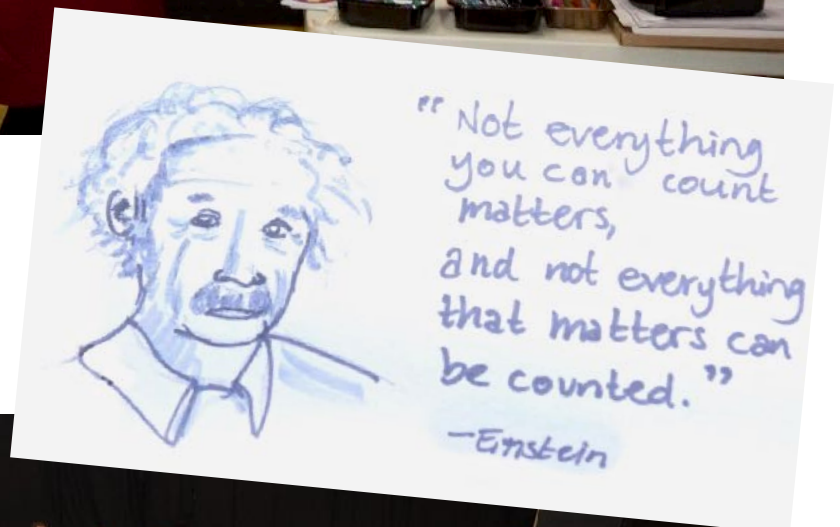 "Not everything
you can count
matters,
and not everything
that matters can
be counted."
—Einstein